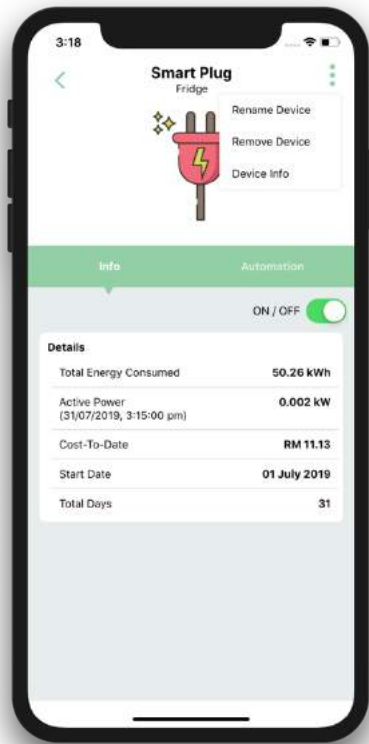 3:18
Smart Plug
Fridge
Rename Device
Remove Device
Device Info
Info
Automation
ON / OFF
Details
Total Energy Consumed 50.26 kWh
Active Power 0.002 kW
(31/07/2019, 3:15:00 pm)
Cost-To-Date RM 11.13
Start Date 01 July 2019
Total Days 31